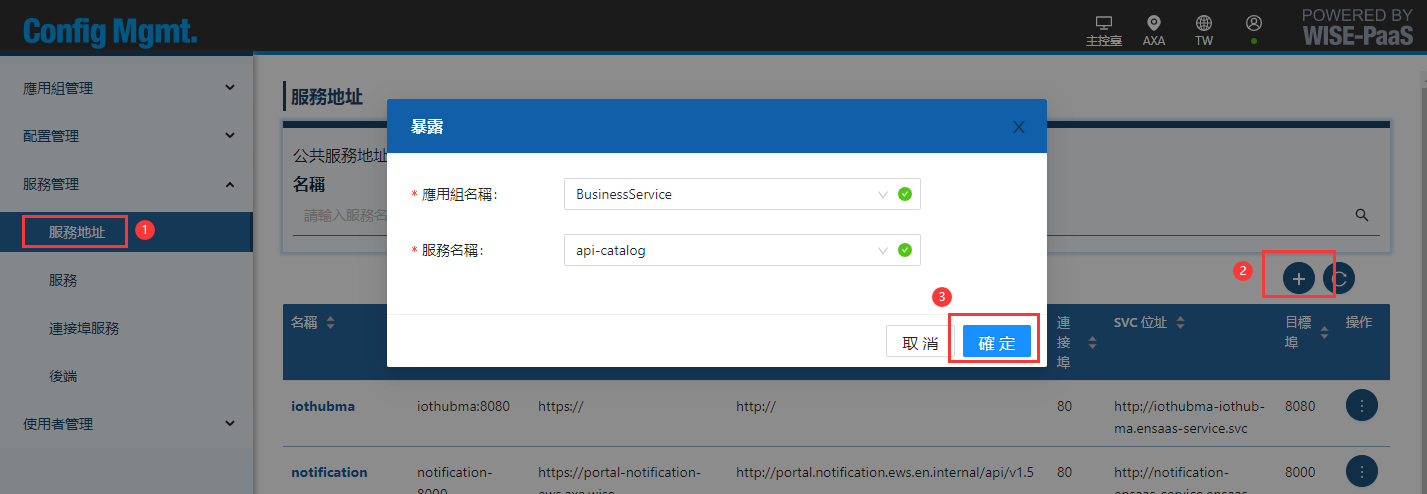 Config Mgmt.
主控臺
AXA
TW
POWERED BY
WISE-PaaS
應用組管理
配置管理
服務管理
服務地址
1
服務
連接埠服務
後端
使用者管理
服務地址
公共服務地址
名稱
請輸入服務名
暴露
* 應用組名稱:
BusinessService
* 服務名稱:
api-catalog
3
取 消
確 定
2
名稱
連接埠
SVC 位址
目標埠
操作
iothubma
iothubma:8080
https://
http://
80
http://iothubma-iothub-
ma.ensaas-service.svc
8080
notification
notification-
8000
https://portal-notification-
http://portal.notification.ews.en.internal/api/v1.5
80
http://notification-
8000